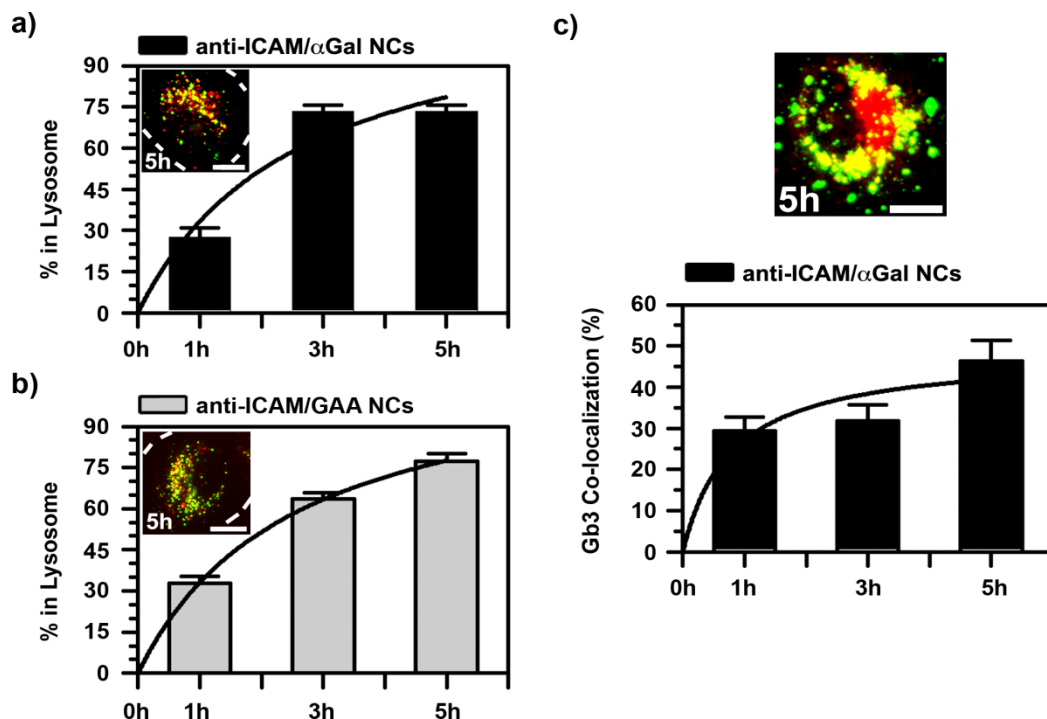 a)
anti-ICAM/αGal NCs
90
75
60
45
30
15
0
% in Lysosome
5h
0h 1h 3h 5h
b)
anti-ICAM/GAA NCs
90
75
60
45
30
15
0
% in Lysosome
5h
0h 1h 3h 5h
c)
5h
anti-ICAM/αGal NCs
60
50
40
30
20
10
0
Gb3 Co-localization (%)
0h 1h 3h 5h